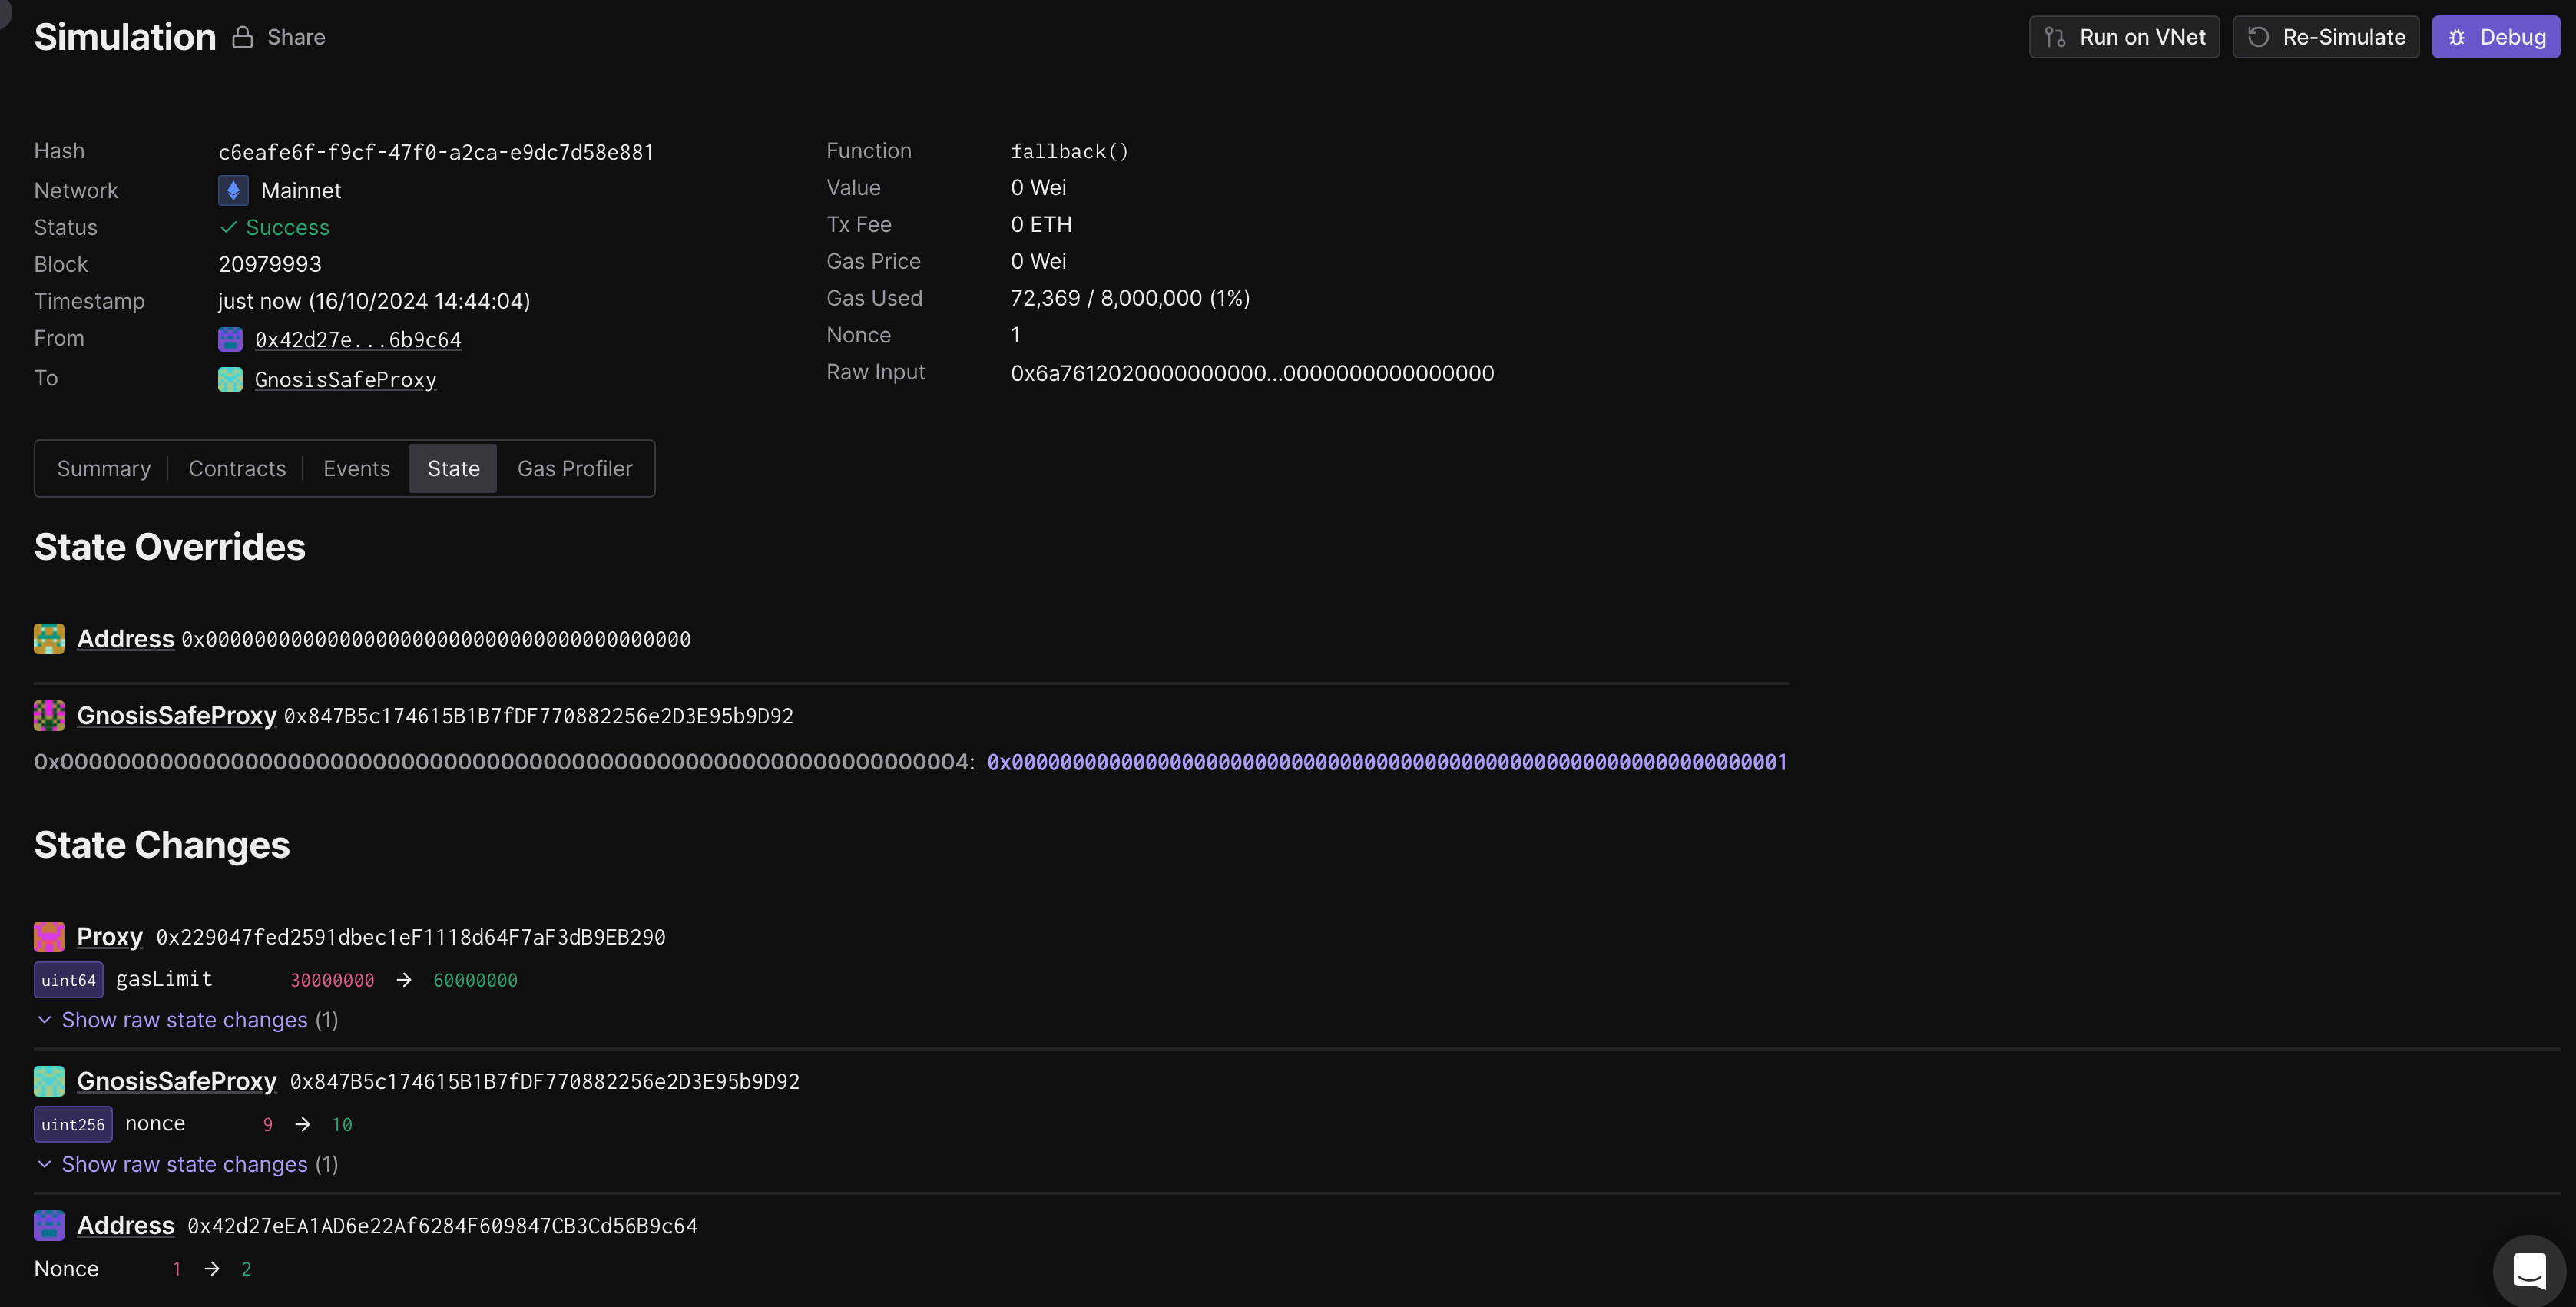 Simulation
Share
Run on VNet
Re-Simulate
Debug
Hash c6eafe6f-f9cf-47f0-a2ca-e9dc7d58e881
Network Mainnet
Status Success
Block 20979993
Timestamp just now (16/10/2024 14:44:04)
From 0x42d27e...6b9c64
To GnosisSafeProxy
Function fallback()
Value 0 Wei
Tx Fee 0 ETH
Gas Price 0 Wei
Gas Used 72,369 / 8,000,000 (1%)
Nonce 1
Raw Input 0x6a7612020000000000...0000000000000000
Summary
Contracts
Events
State
Gas Profiler
State Overrides
Address 0x0000000000000000000000000000000000000000
GnosisSafeProxy 0x847B5c174615B1B7fDF770882256e2D3E95b9D92
0x0000000000000000000000000000000000000000000000000000000000000004: 0x0000000000000000000000000000000000000000000000000000000000000001
State Changes
Proxy 0x229047fed2591dbec1eF1118d64F7aF3dB9EB290
uint64 gasLimit 30000000 → 60000000
Show raw state changes (1)
GnosisSafeProxy 0x847B5c174615B1B7fDF770882256e2D3E95b9D92
uint256 nonce 9 → 10
Show raw state changes (1)
Address 0x42d27eEA1AD6e22Af6284F609847CB3Cd56B9c64
Nonce 1 → 2